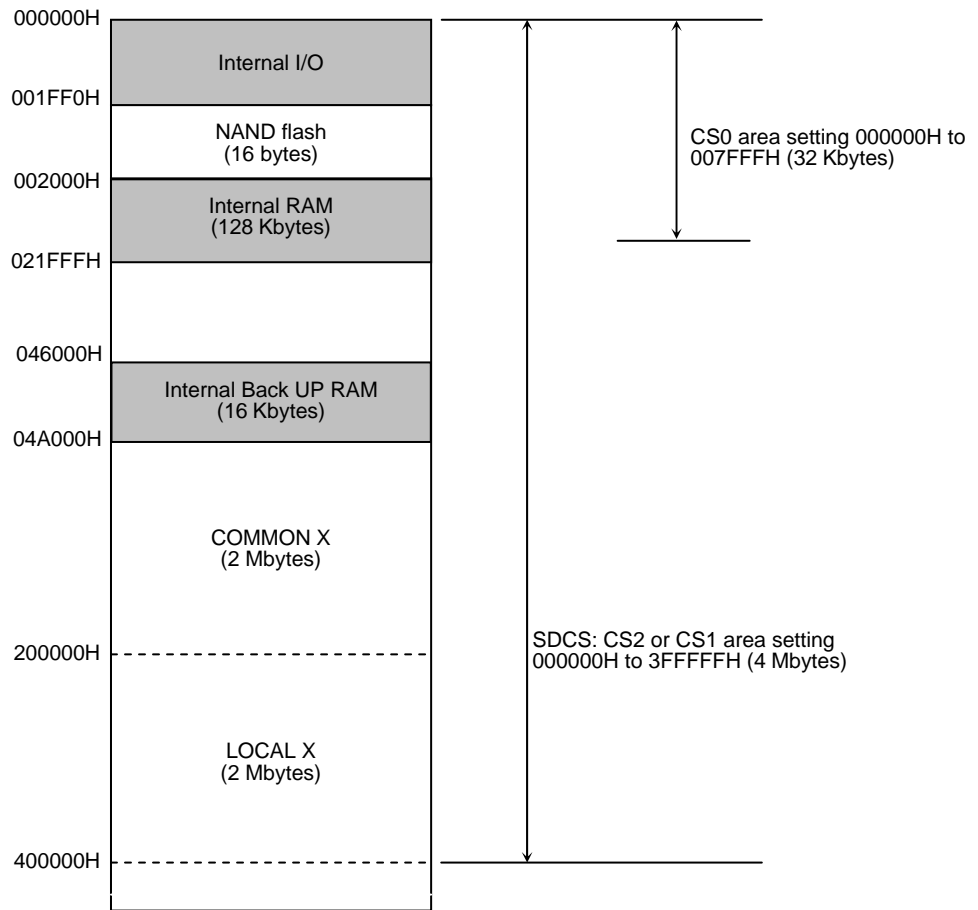 000000H
Internal I/O
001FF0H
NAND flash
(16 bytes)
002000H
Internal RAM
(128 Kbytes)
021FFFH
046000H
Internal Back UP RAM
(16 Kbytes)
04A000H
COMMON X
(2 Mbytes)
200000H
LOCAL X
(2 Mbytes)
400000H
CS0 area setting 000000H to
007FFFH (32 Kbytes)
SDCS: CS2 or CS1 area setting
000000H to 3FFFFFH (4 Mbytes)